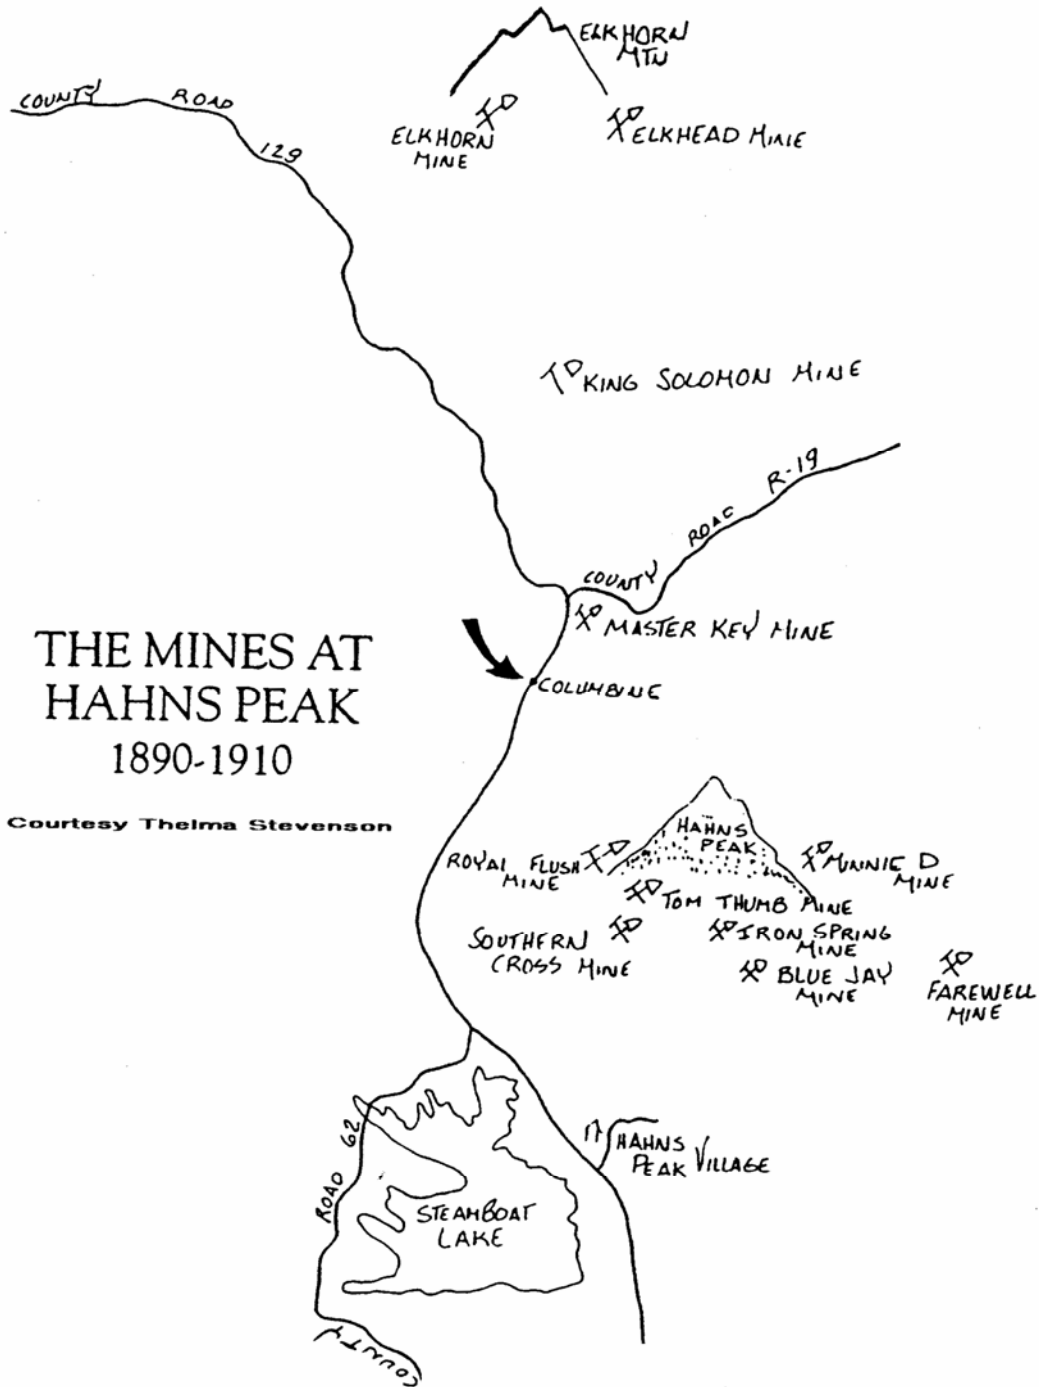 ELKHORN
MTN
COUNTY ROAD 129
ELKHORN
MINE
ELKHEAD MINE
KING SOLOMON MINE
COUNTY ROAD R-19
MASTER KEY MINE
COLUMBINE
THE MINES AT
HAHNS PEAK
1890-1910
Courtesy Thelma Stevenson
HAHNS
PEAK
ROYAL FLUSH
MINE
MINNIE D
MINE
TOM THUMB MINE
SOUTHERN
CROSS MINE
IRON SPRING
MINE
BLUE JAY
MINE
FAREWELL
MINE
HAHNS
PEAK VILLAGE
STEAMBOAT
LAKE
COUNTY ROAD 62